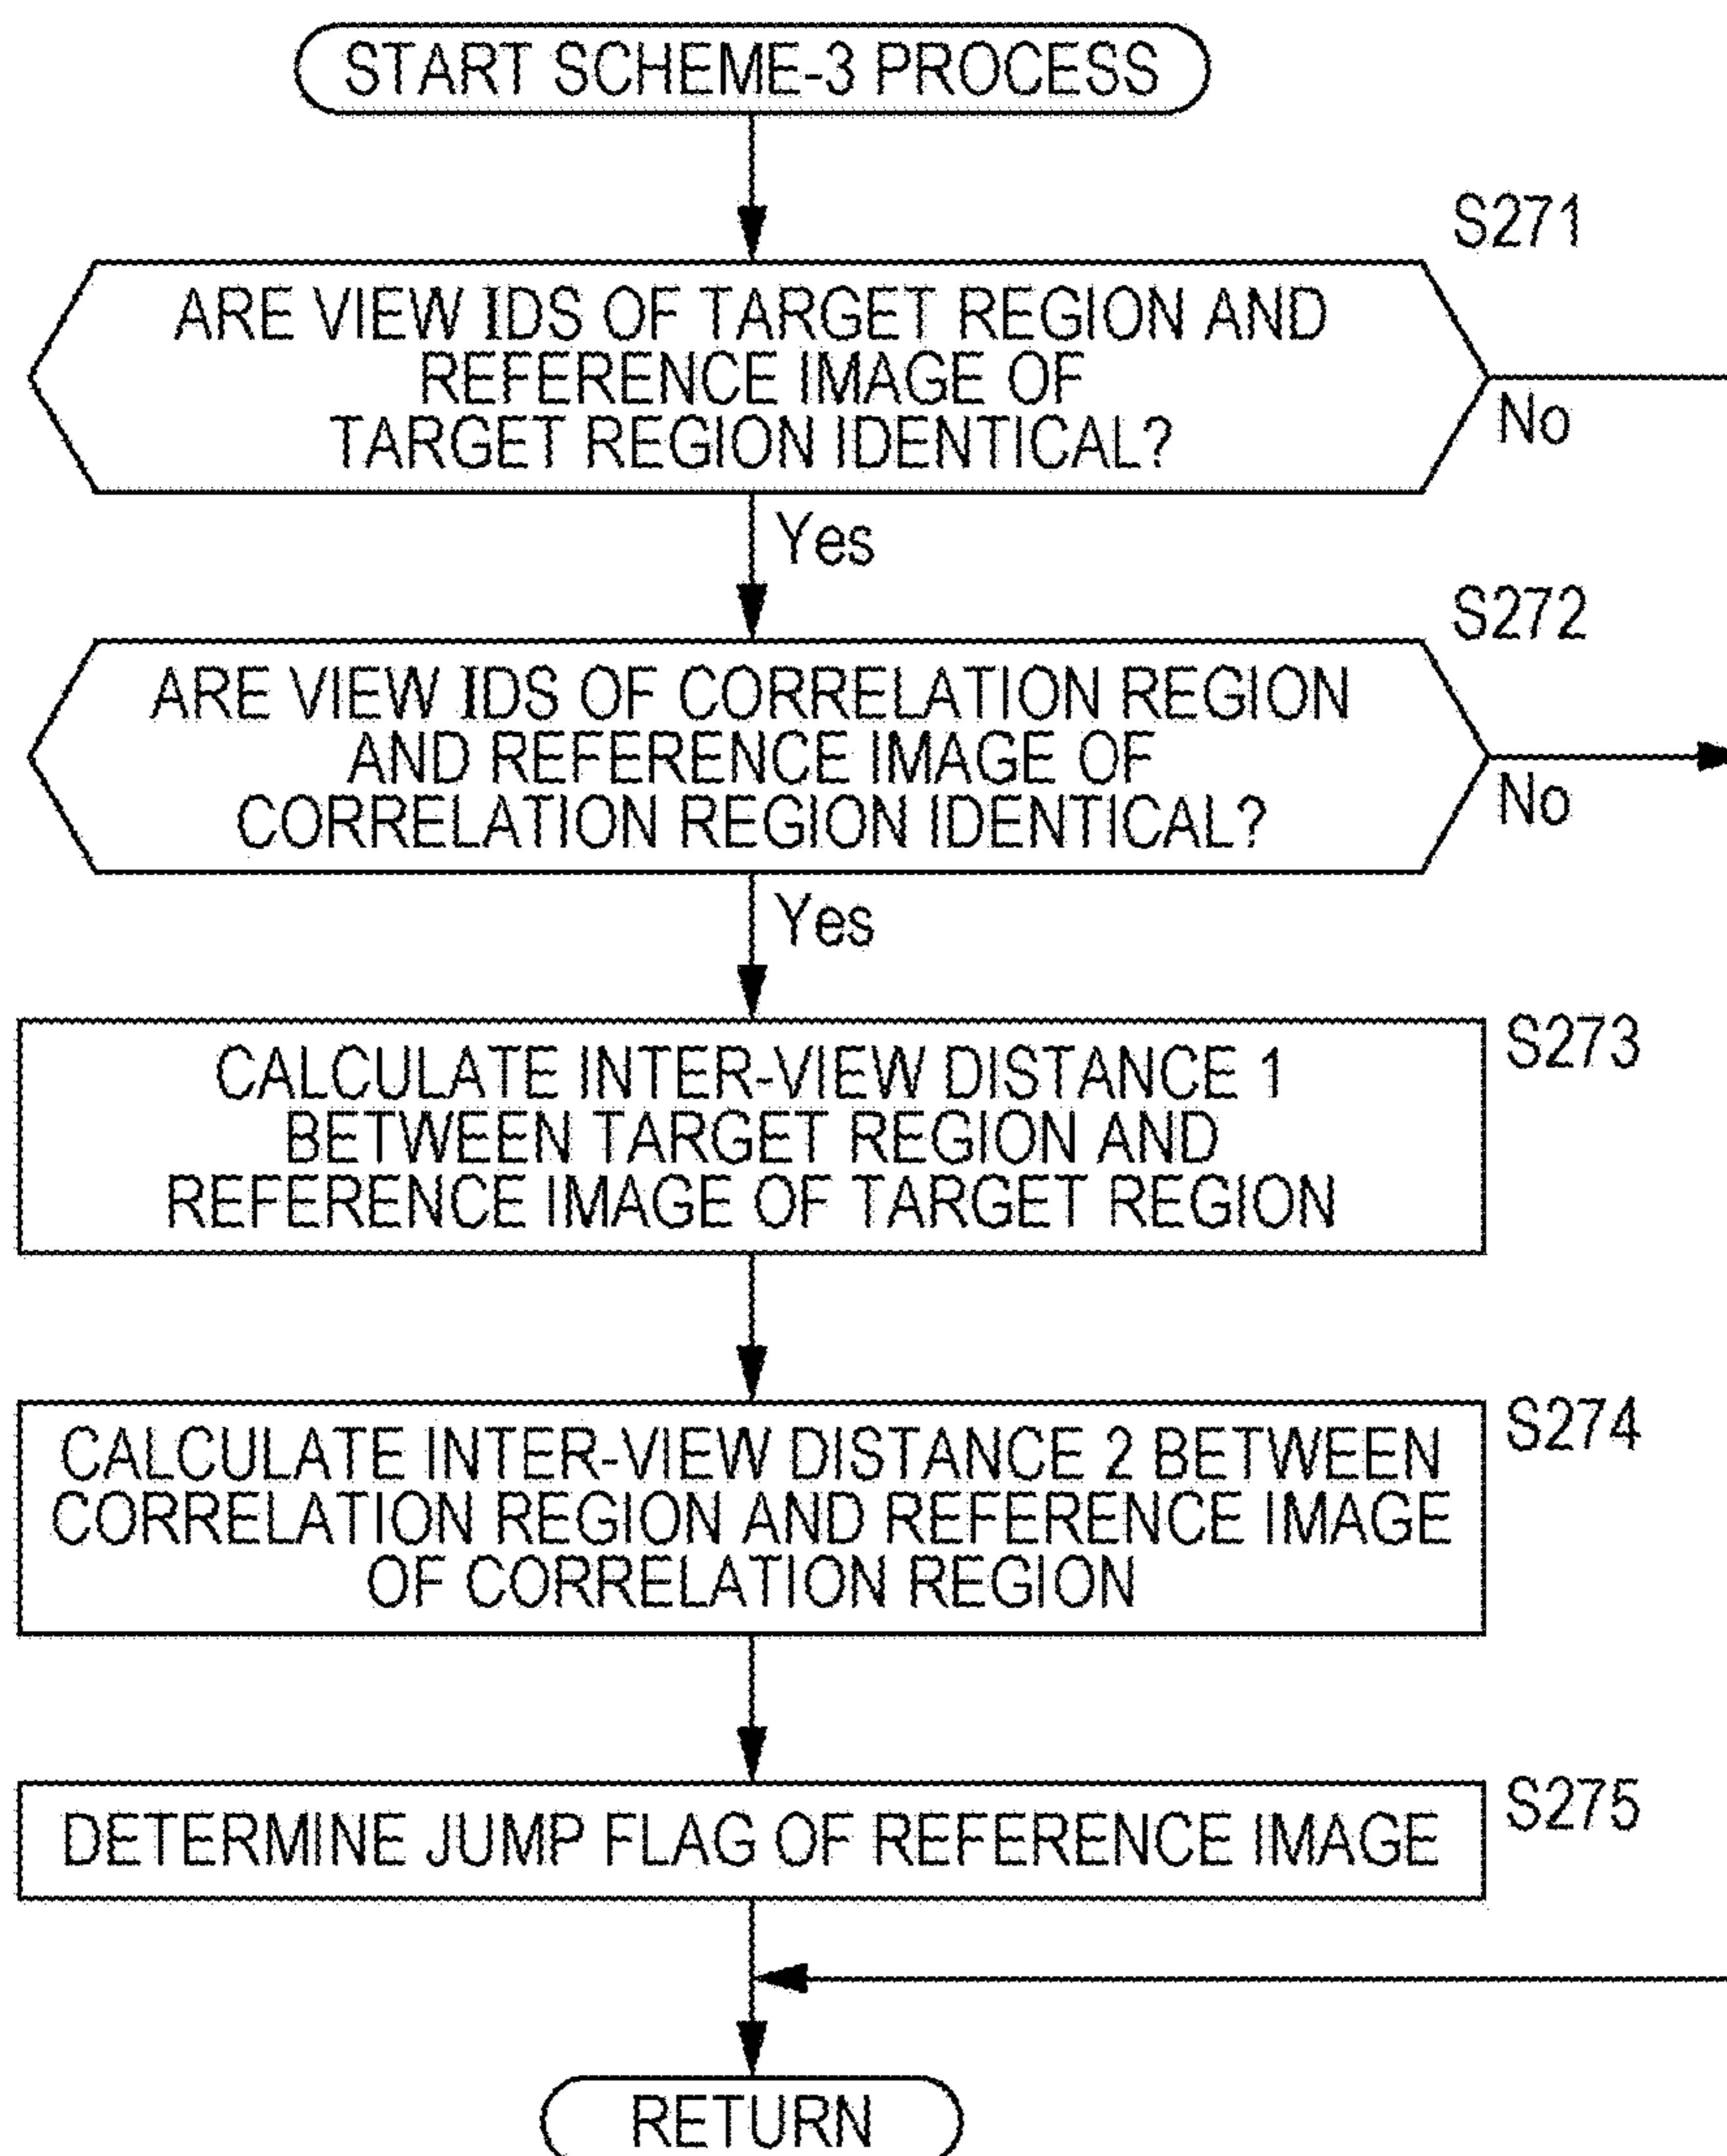 START SCHEME-3 PROCESS
S271
ARE VIEW IDS OF TARGET REGION AND
REFERENCE IMAGE OF
TARGET REGION IDENTICAL?
No
Yes
S272
ARE VIEW IDS OF CORRELATION REGION
AND REFERENCE IMAGE OF
CORRELATION REGION IDENTICAL?
No
Yes
S273
CALCULATE INTER-VIEW DISTANCE 1
BETWEEN TARGET REGION AND
REFERENCE IMAGE OF TARGET REGION
S274
CALCULATE INTER-VIEW DISTANCE 2 BETWEEN
CORRELATION REGION AND REFERENCE IMAGE
OF CORRELATION REGION
S275
DETERMINE JUMP FLAG OF REFERENCE IMAGE
RETURN